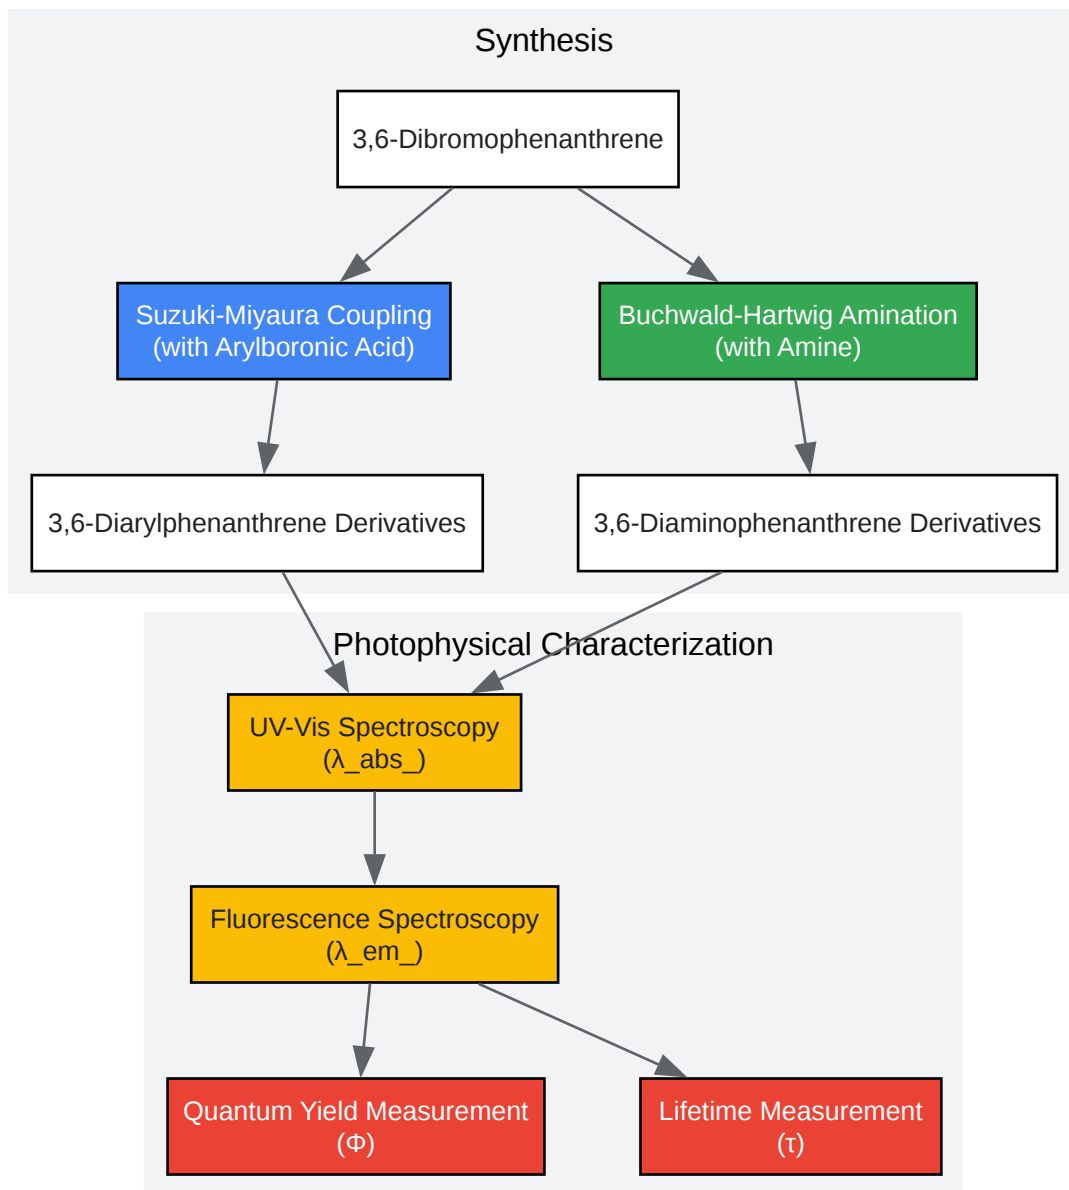 Synthesis
3,6-Dibromophenanthrene
Suzuki-Miyaura Coupling
(with Arylboronic Acid)
Buchwald-Hartwig Amination
(with Amine)
3,6-Diarylphenanthrene Derivatives
3,6-Diaminophenanthrene Derivatives
Photophysical Characterization
UV-Vis Spectroscopy
(λ_abs_)
Fluorescence Spectroscopy
(λ_em_)
Quantum Yield Measurement
(Φ)
Lifetime Measurement
(τ)